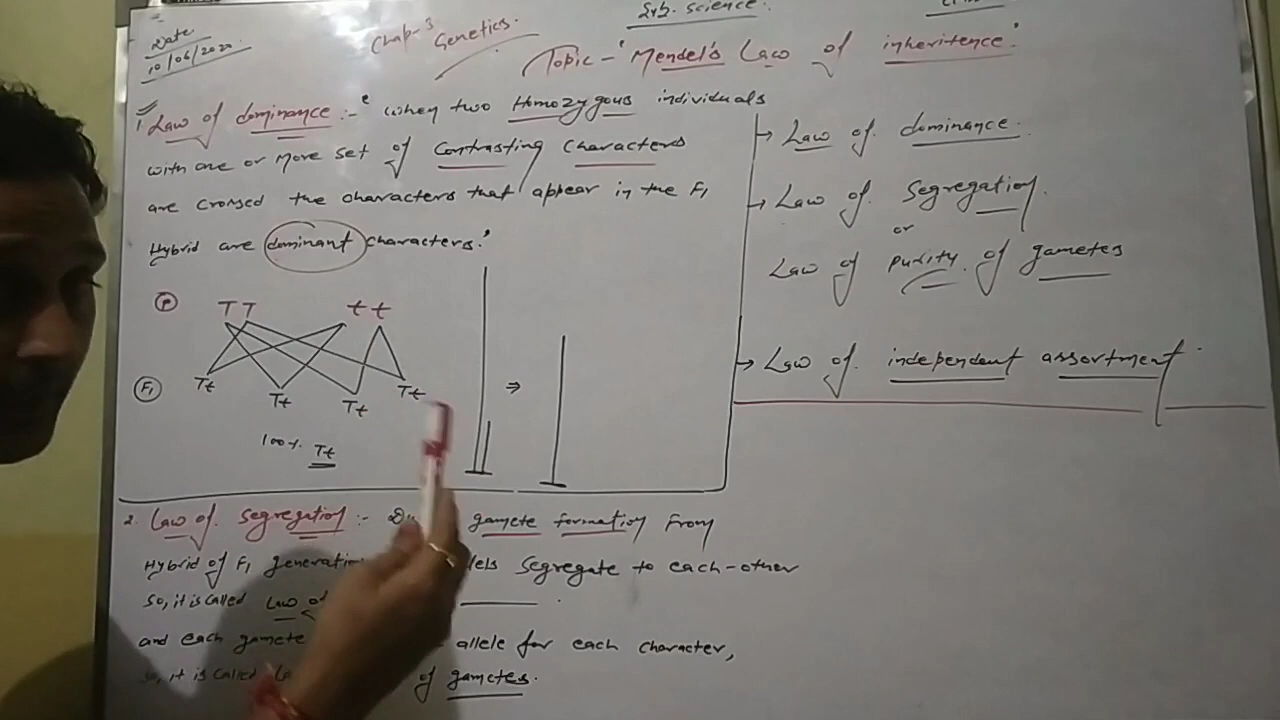 Date
10/06/2020
Chap-3 Genetics.
Sub. science.
Topic - 'Mendel's Law of inheritence'
1. Law of dominance :- "When two Homozygous individuals
with one or more set of Contrasting Characters
are crossed the characters that appear in the F1
Hybrid are dominant characters."
P TT tt
F1 Tt Tt Tt Tt
100% Tt
⇒
→ Law of dominance.
→ Law of Segregation.
or
Law of purity of gametes
→ Law of independent assortment.
2. Law of segregation :- gamete formation From
Hybrid of F1 Segregate to each-other
So, it is called Law of
and each gamete allele for each character,
So, it is called of gametes.